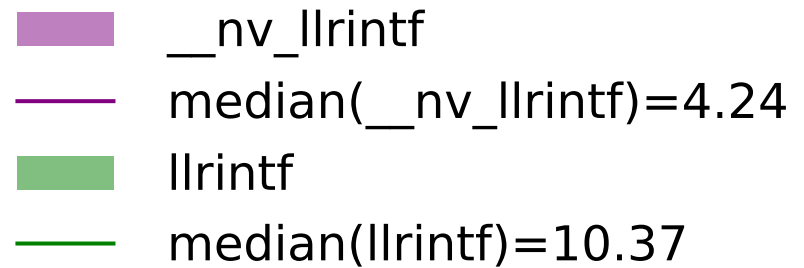 __nv_llrintf
median(__nv_llrintf)=4.24
llrintf
median(llrintf)=10.37